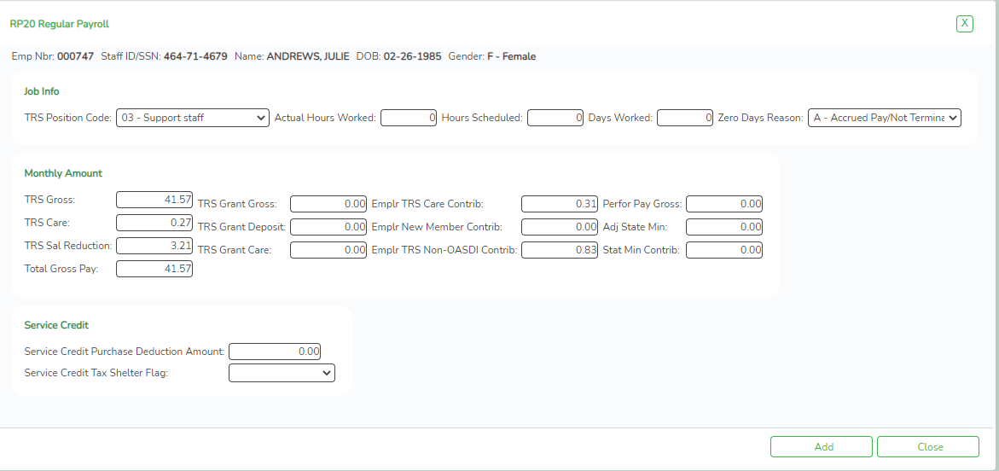 RP20 Regular Payroll
X
Emp Nbr: 000747 Staff ID/SSN: 464-71-4679 Name: ANDREWS, JULIE DOB: 02-26-1985 Gender: F - Female
Job Info
TRS Position Code: 03 - Support staff Actual Hours Worked: 0 Hours Scheduled: 0 Days Worked: 0 Zero Days Reason: A - Accrued Pay/Not Termina
Monthly Amount
TRS Gross: 41.57 TRS Grant Gross: 0.00 Emplr TRS Care Contrib: 0.31 Perfor Pay Gross: 0.00
TRS Care: 0.27 TRS Grant Deposit: 0.00 Emplr New Member Contrib: 0.00 Adj State Min: 0.00
TRS Sal Reduction: 3.21 TRS Grant Care: 0.00 Emplr TRS Non-OASDI Contrib: 0.83 Stat Min Contrib: 0.00
Total Gross Pay: 41.57
Service Credit
Service Credit Purchase Deduction Amount: 0.00
Service Credit Tax Shelter Flag:
Add Close